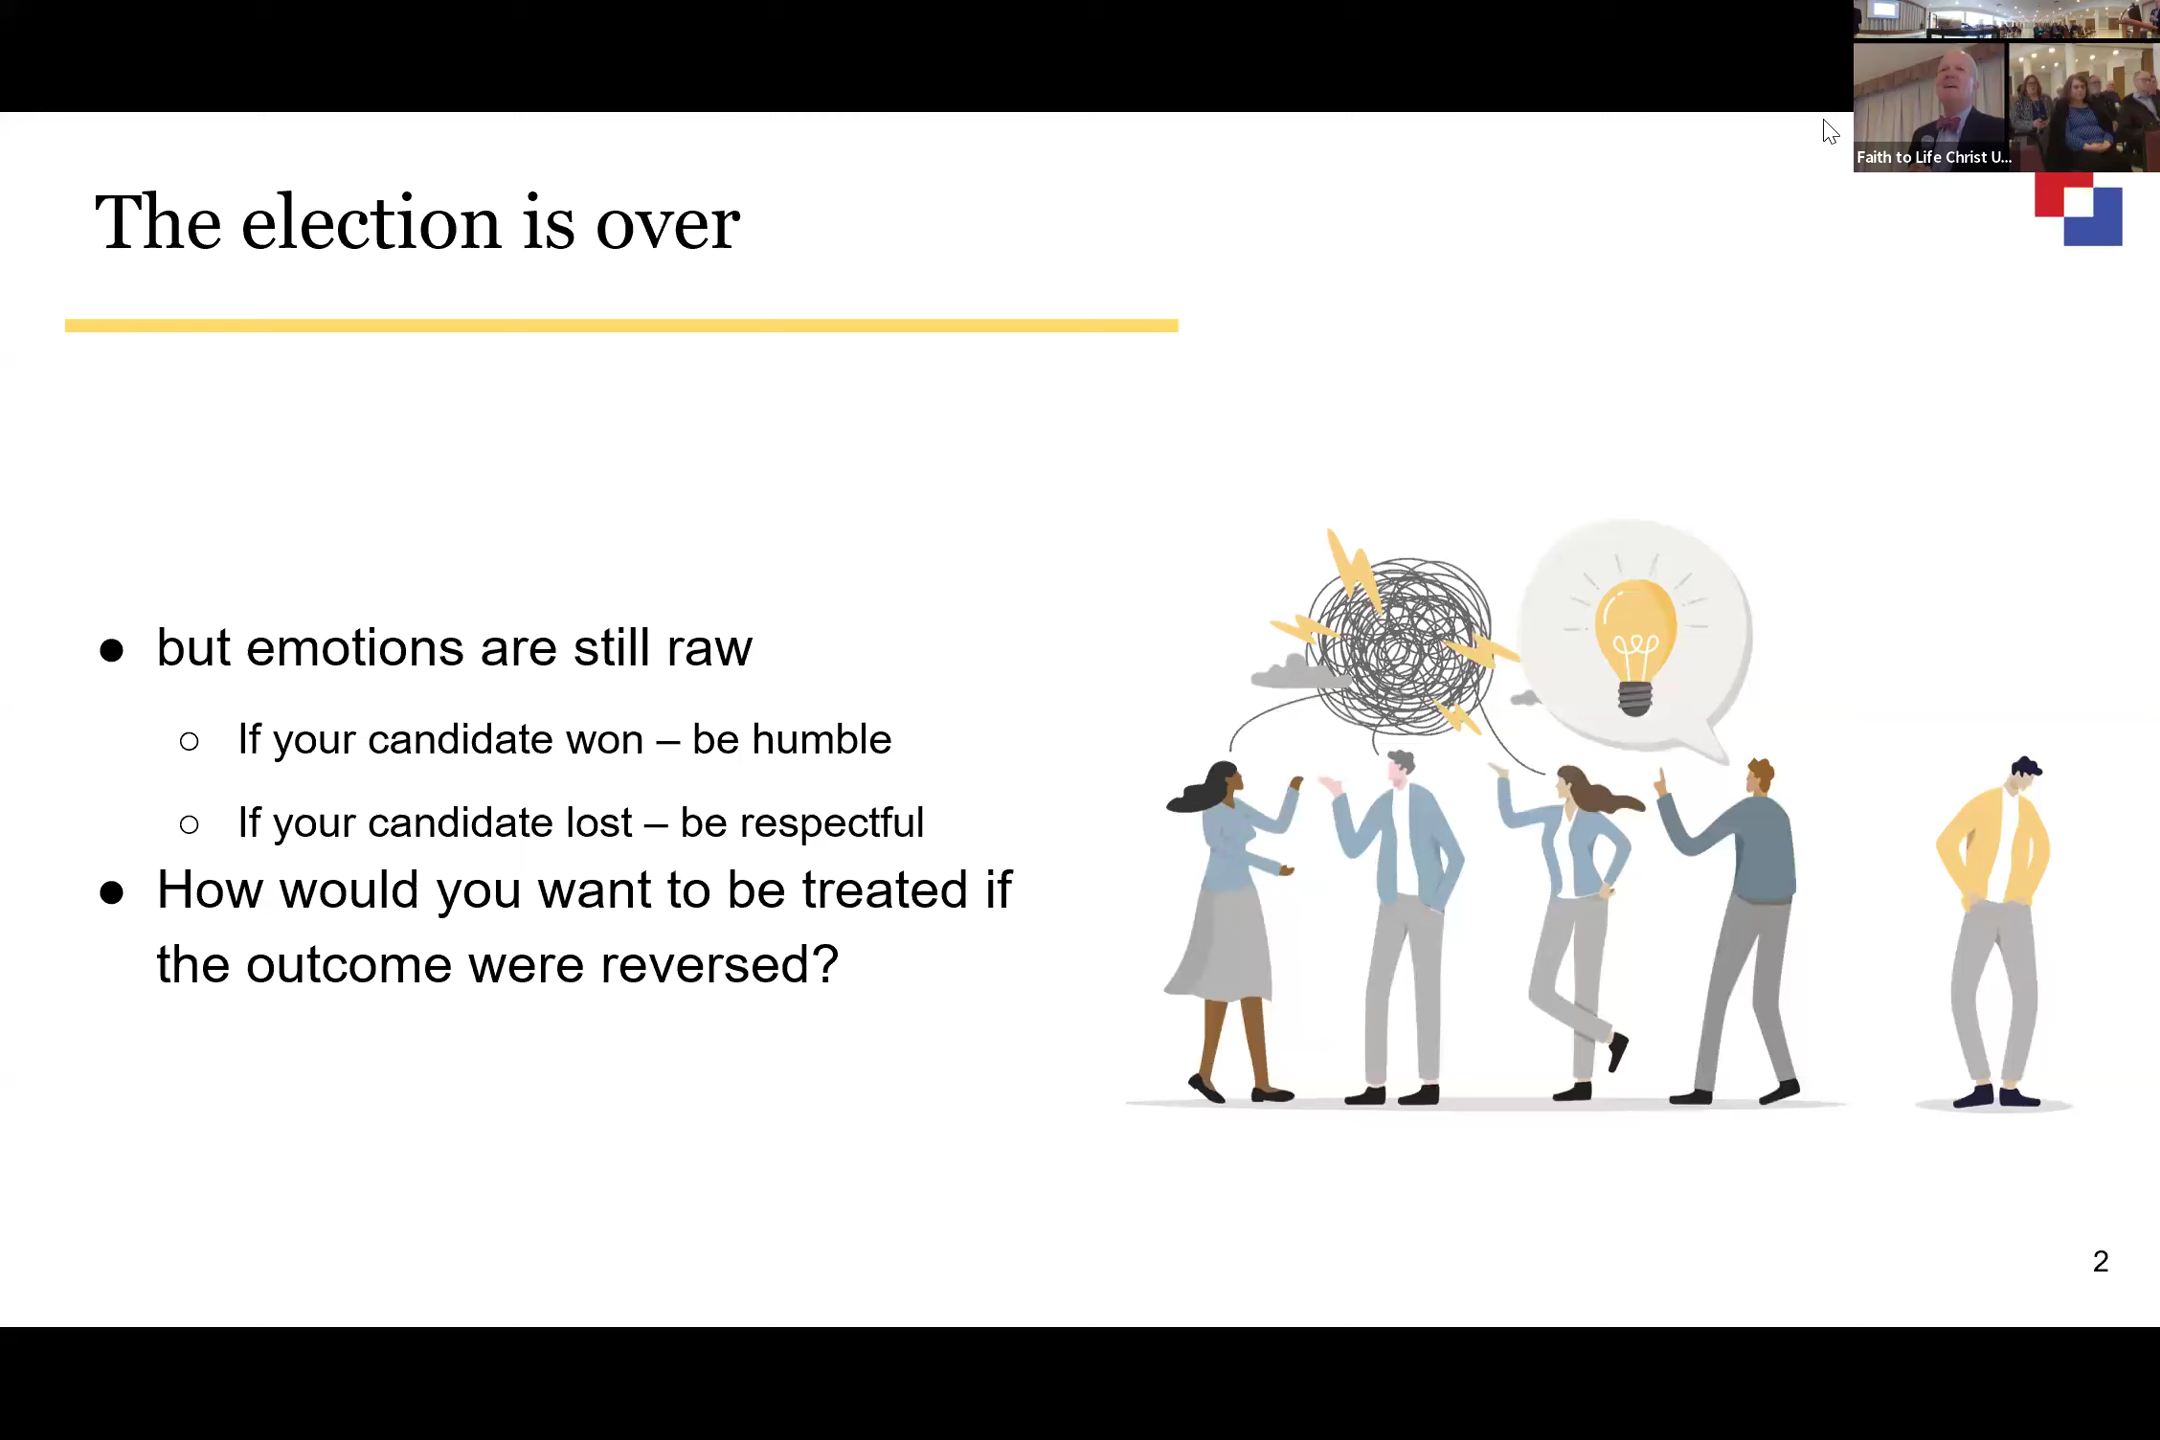 Faith to Life Christ U...
The election is over
● but emotions are still raw
○ If your candidate won – be humble
○ If your candidate lost – be respectful
● How would you want to be treated if
the outcome were reversed?
2